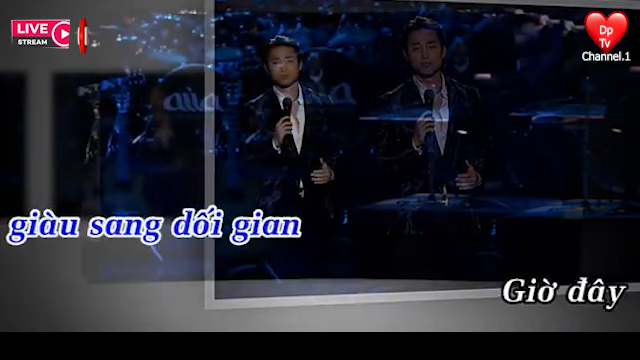 LIVE
STREAM
Dp
Tv
Channel.1
giàu sang dối gian
Giờ đây